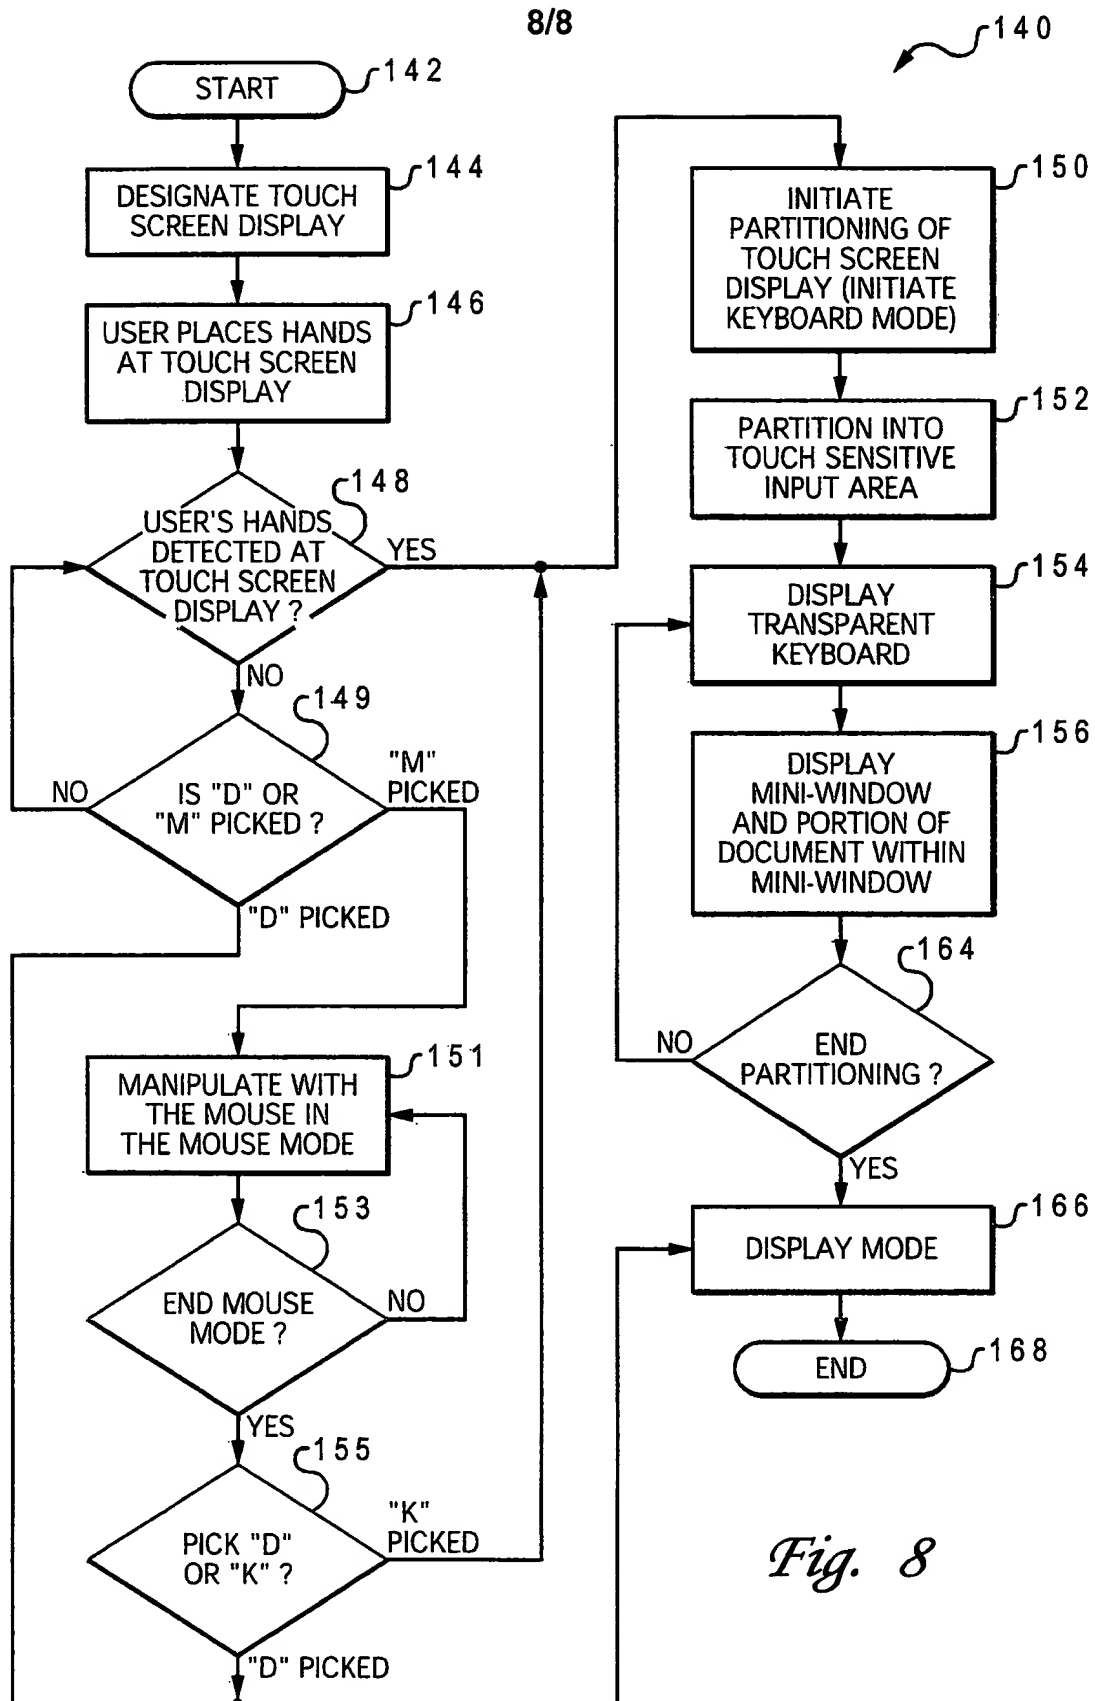 8/8
140
START
142
DESIGNATE TOUCH
SCREEN DISPLAY
144
USER PLACES HANDS
AT TOUCH SCREEN
DISPLAY
146
USER'S HANDS
DETECTED AT
TOUCH SCREEN
DISPLAY ?
148
YES
NO
149
IS "D" OR
"M" PICKED ?
NO
"M"
PICKED
"D" PICKED
MANIPULATE WITH
THE MOUSE IN
THE MOUSE MODE
151
153
END MOUSE
MODE ?
NO
YES
155
PICK "D"
OR "K" ?
"K"
PICKED
"D" PICKED
INITIATE
PARTITIONING OF
TOUCH SCREEN
DISPLAY (INITIATE
KEYBOARD MODE)
150
PARTITION INTO
TOUCH SENSITIVE
INPUT AREA
152
DISPLAY
TRANSPARENT
KEYBOARD
154
DISPLAY
MINI-WINDOW
AND PORTION OF
DOCUMENT WITHIN
MINI-WINDOW
156
164
END
PARTITIONING ?
NO
YES
DISPLAY MODE
166
END
168
Fig. 8